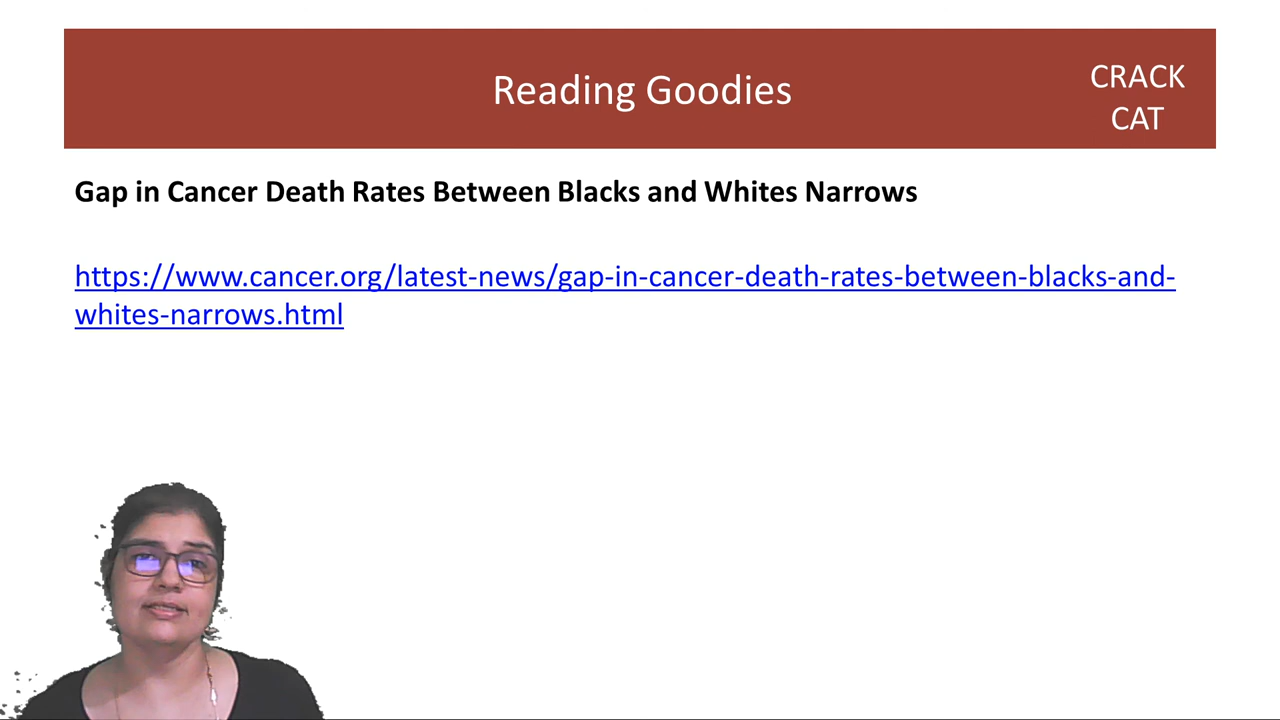 Reading Goodies
CRACK
CAT
Gap in Cancer Death Rates Between Blacks and Whites Narrows
https://www.cancer.org/latest-news/gap-in-cancer-death-rates-between-blacks-and-
whites-narrows.html